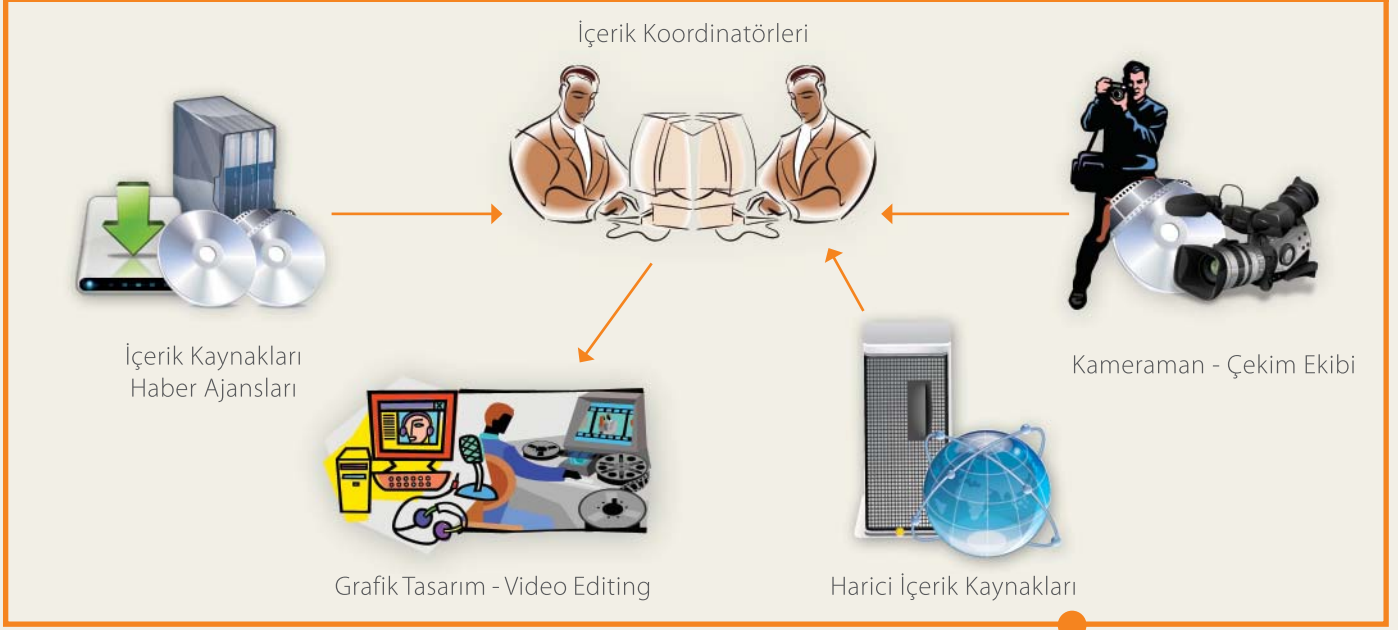 İçerik Koordinatörleri
İçerik Kaynakları
Haber Ajansları
Kameraman - Çekim Ekibi
Grafik Tasarım - Video Editing
Harici İçerik Kaynakları